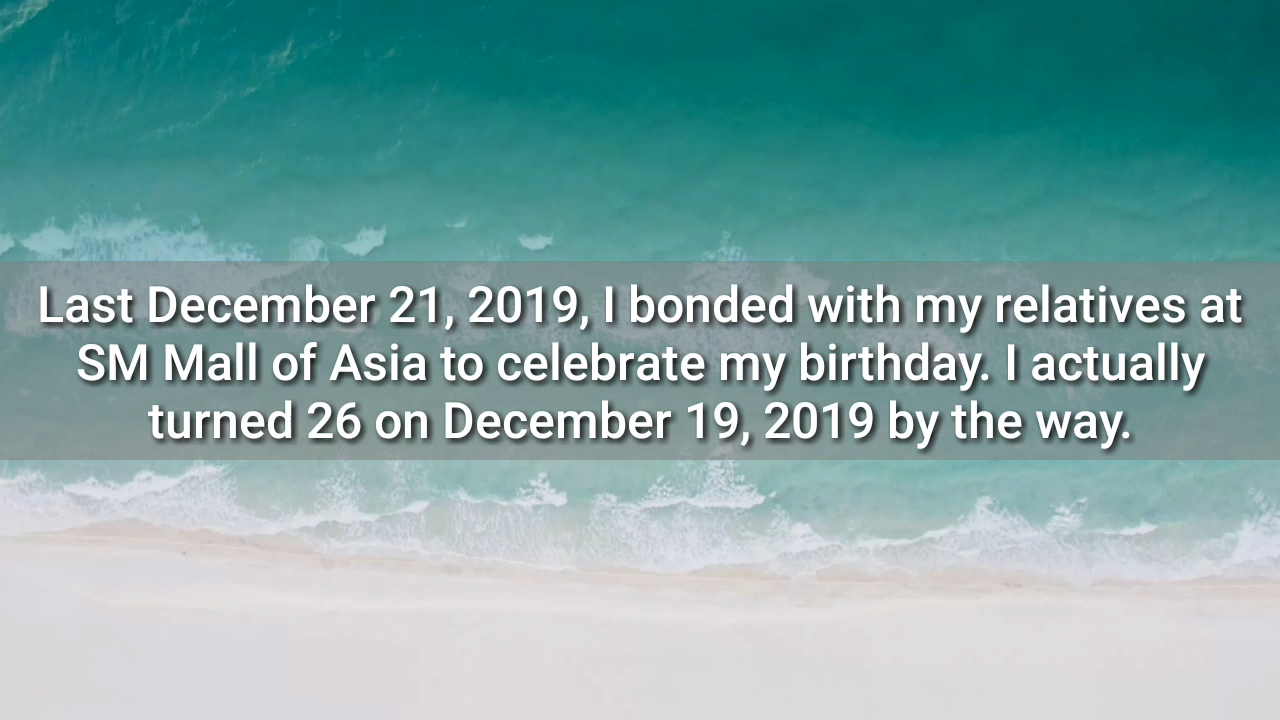 Last December 21, 2019, I bonded with my relatives at
SM Mall of Asia to celebrate my birthday. I actually
turned 26 on December 19, 2019 by the way.